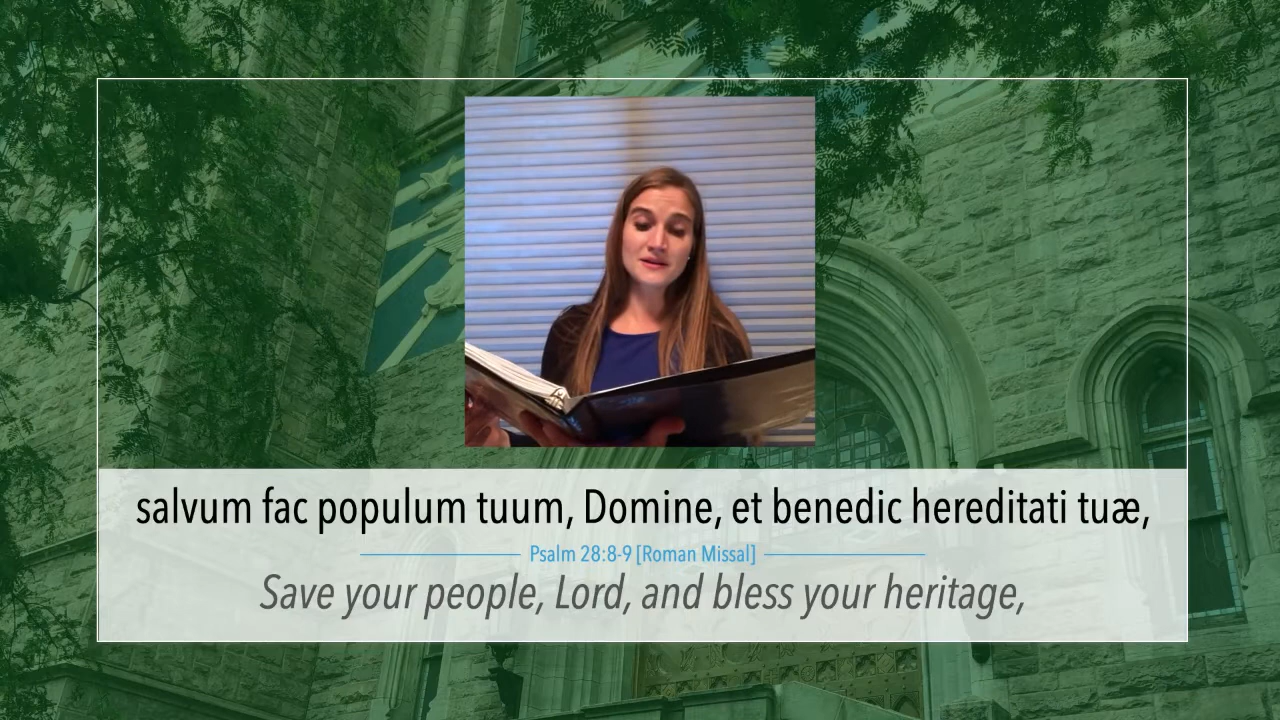 salvum fac populum tuum, Domine, et benedic hereditati tuæ,
Psalm 28:8-9 [Roman Missal]
Save your people, Lord, and bless your heritage,